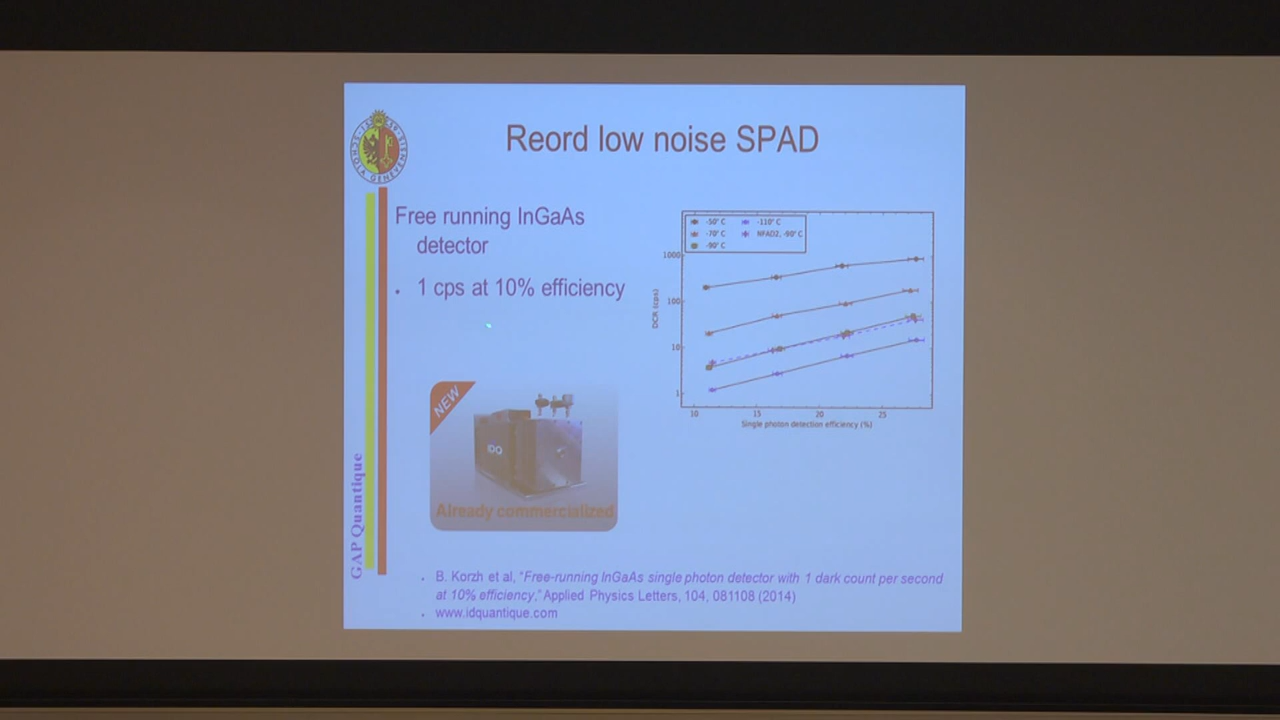 Reord low noise SPAD
SCHOLA GENEVENSIS
Free running InGaAs
detector
1 cps at 10% efficiency
-50° C
-70° C
-90° C
-110° C
NFAD2, -90° C
1000
100
10
1
DCR (cps)
10 15 20 25
Single photon detection efficiency (%)
NEW
IDQ
Already commercialized
GAP Quantique
B. Korzh et al, "Free-running InGaAs single photon detector with 1 dark count per second
at 10% efficiency," Applied Physics Letters, 104, 081108 (2014)
www.idquantique.com